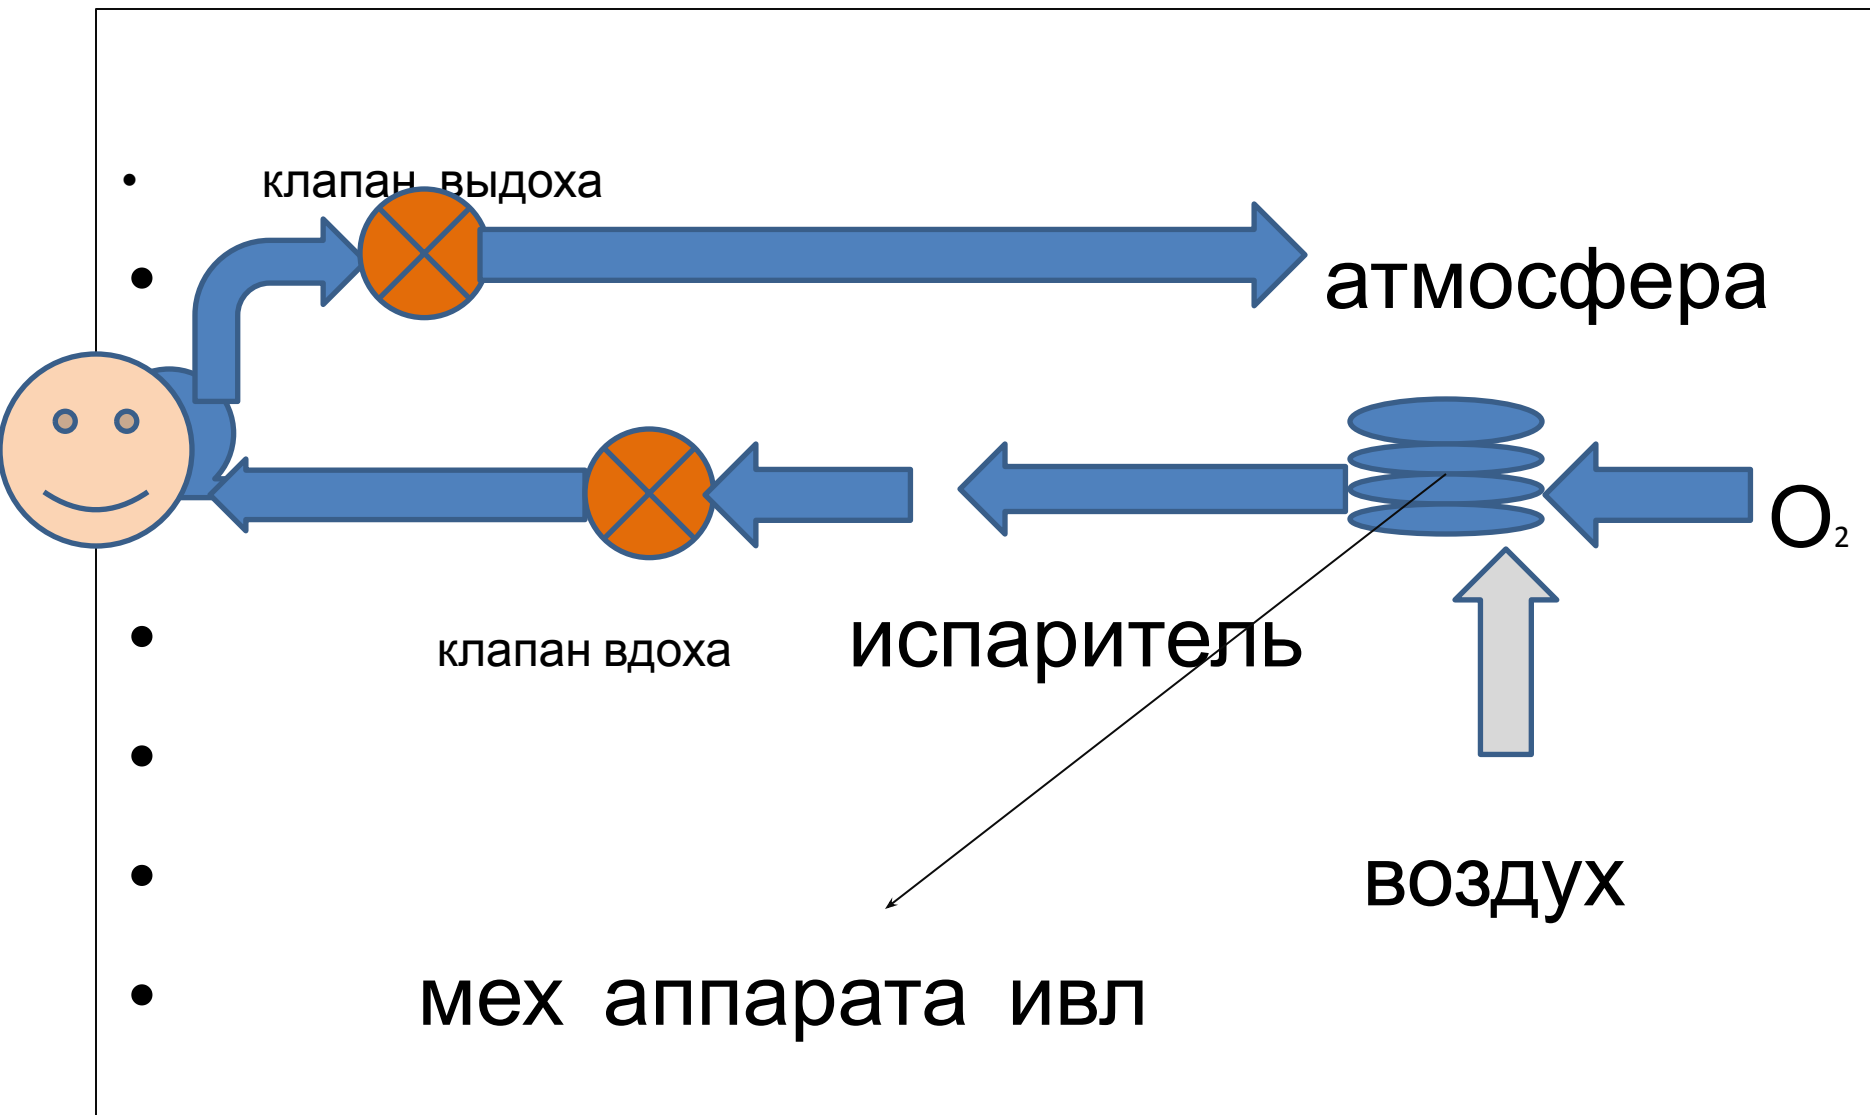 клапан выдоха
атмосфера
O₂
клапан вдоха испаритель
воздух
мех аппарата ивл